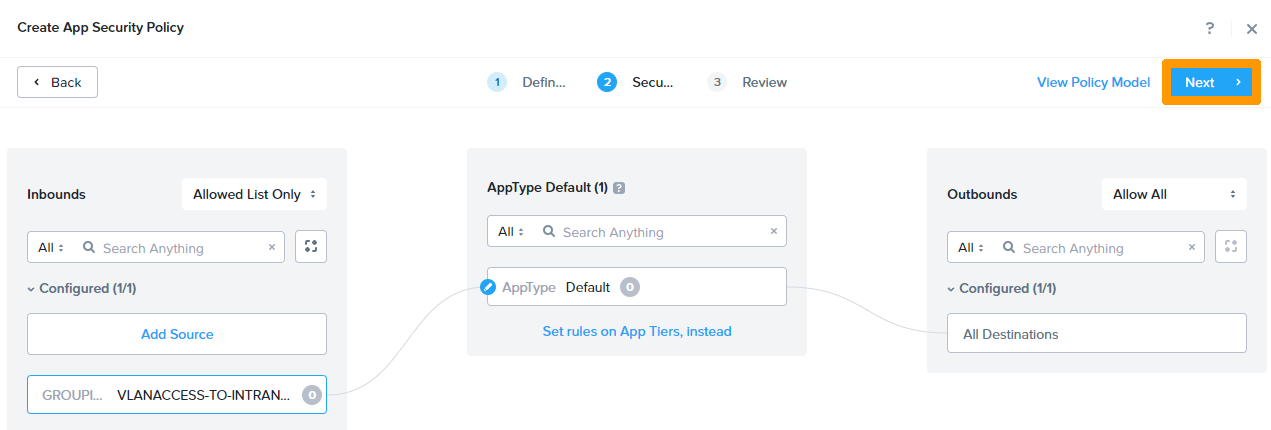 Create App Security Policy
?
Back
1 Defin...
2 Secu...
3 Review
View Policy Model
Next
Inbounds
Allowed List Only
All
Search Anything
Configured (1/1)
Add Source
GROUPI... VLANACCESS-TO-INTRAN... 0
AppType Default (1) ?
All
Search Anything
AppType Default 0
Set rules on App Tiers, instead
Outbounds
Allow All
All
Search Anything
Configured (1/1)
All Destinations